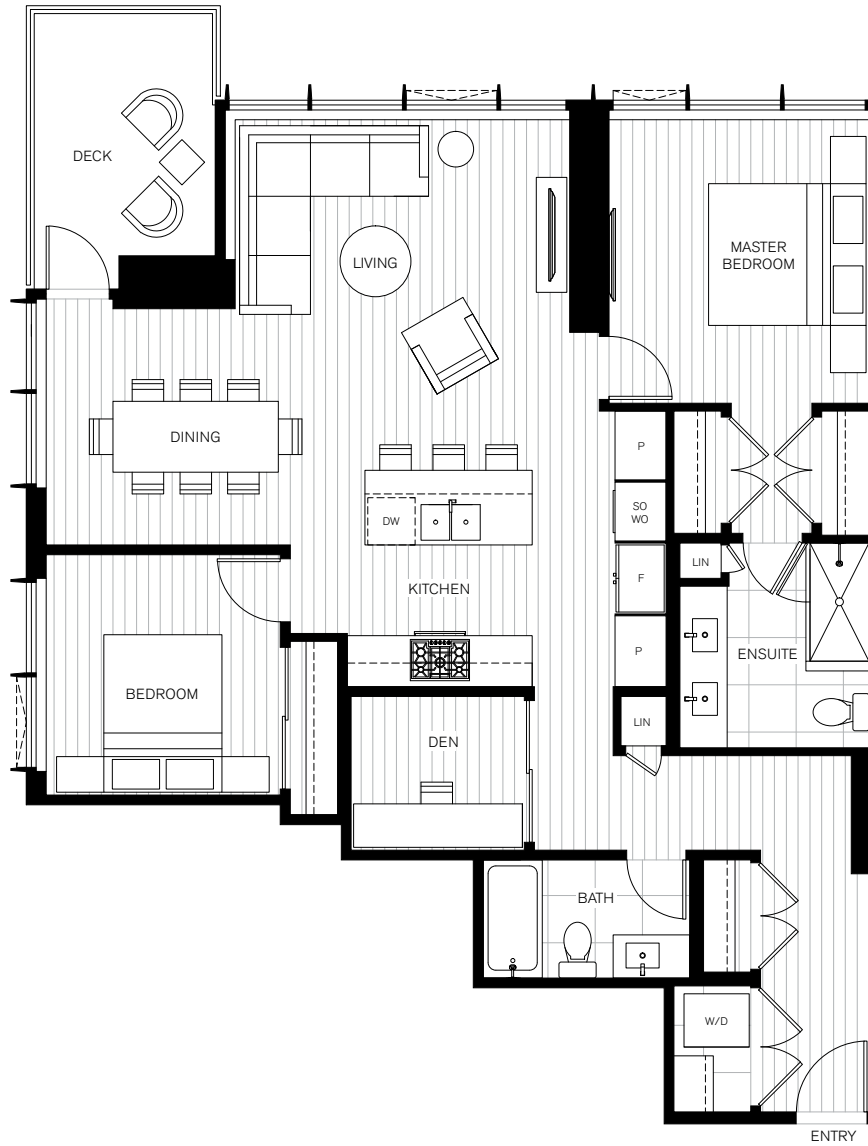 DECK
LIVING
MASTER
BEDROOM
DINING
P
SO
WO
DW
F
LIN
KITCHEN
P
ENSUITE
BEDROOM
LIN
DEN
BATH
W/D
ENTRY